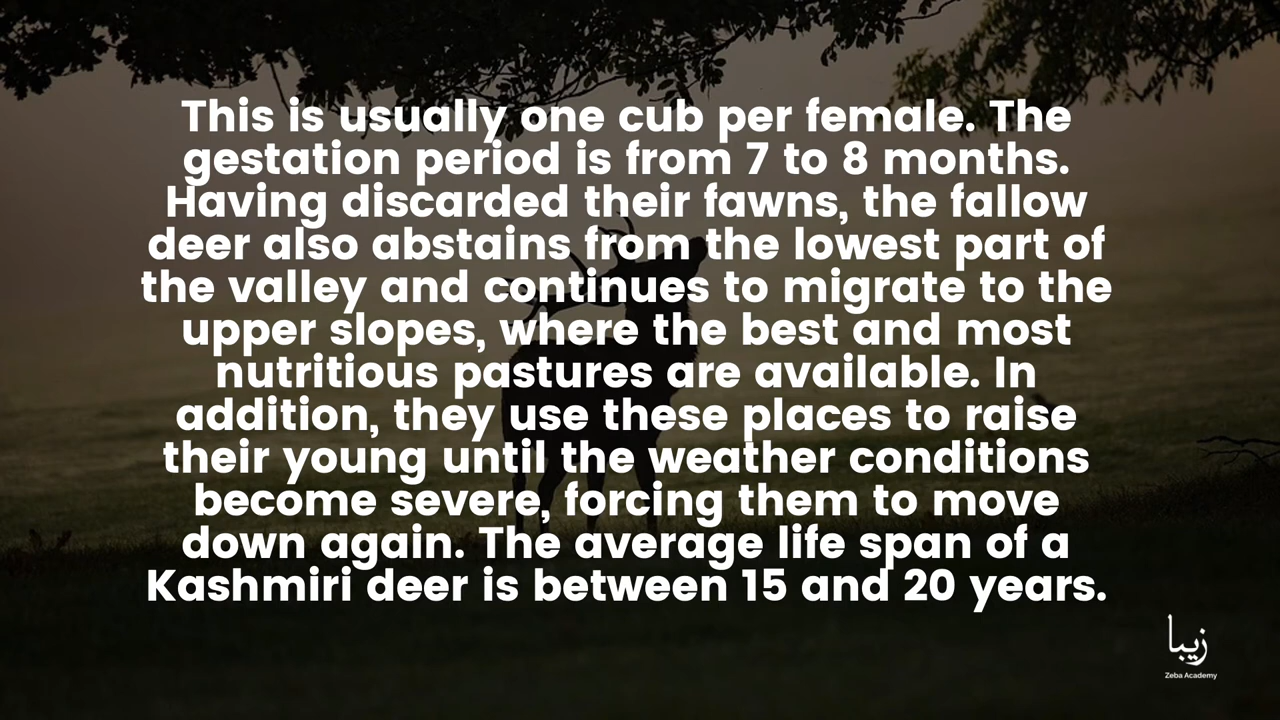 This is usually one cub per female. The
gestation period is from 7 to 8 months.
Having discarded their fawns, the fallow
deer also abstains from the lowest part of
the valley and continues to migrate to the
upper slopes, where the best and most
nutritious pastures are available. In
addition, they use these places to raise
their young until the weather conditions
become severe, forcing them to move
down again. The average life span of a
Kashmiri deer is between 15 and 20 years.
زیبا
Zeba Academy